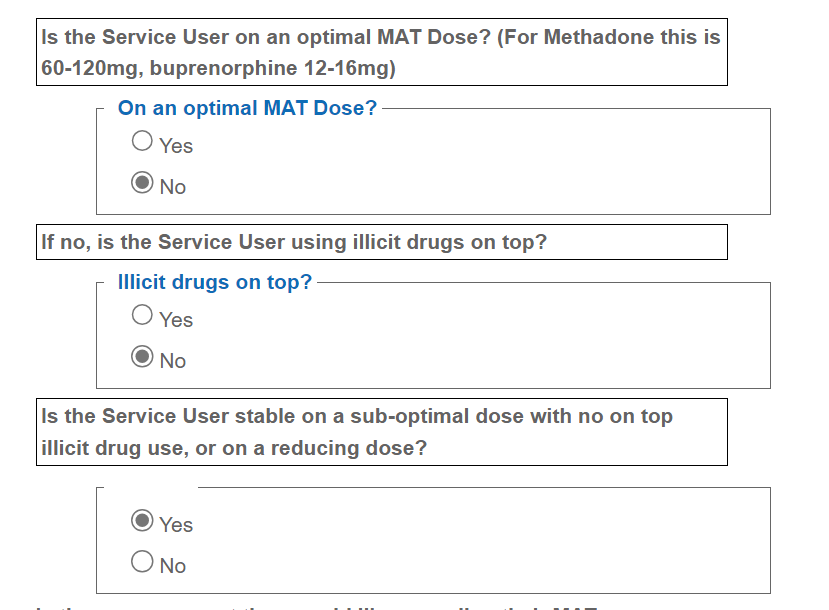 Is the Service User on an optimal MAT Dose? (For Methadone this is
60-120mg, buprenorphine 12-16mg)
On an optimal MAT Dose?
Yes
No
If no, is the Service User using illicit drugs on top?
Illicit drugs on top?
Yes
No
Is the Service User stable on a sub-optimal dose with no on top
illicit drug use, or on a reducing dose?
Yes
No